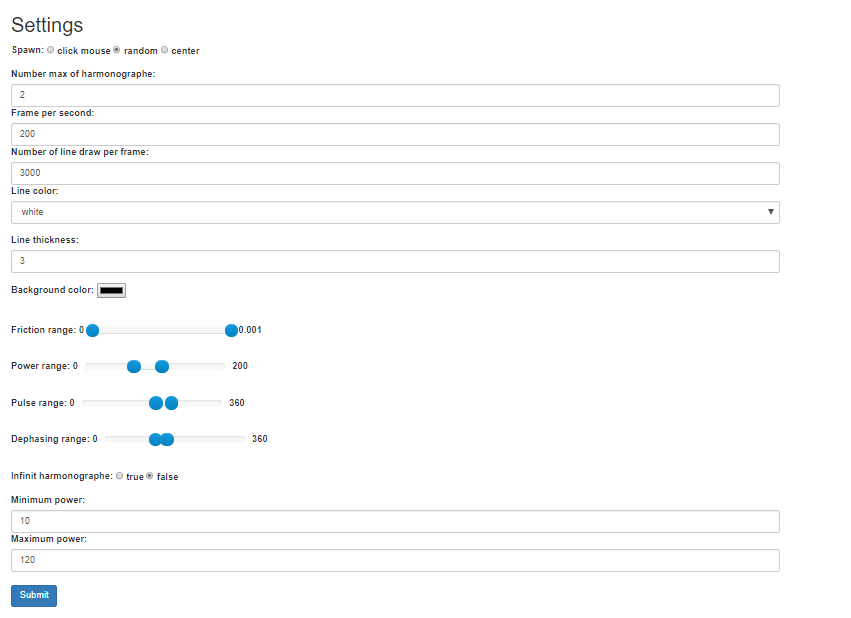 Settings
Spawn: click mouse random center
Number max of harmonographe:
2
Frame per second:
200
Number of line draw per frame:
3000
Line color:
white
Line thickness:
3
Background color:
Friction range: 0 0.001
Power range: 0 200
Pulse range: 0 360
Dephasing range: 0 360
Infinit harmonographe: true false
Minimum power:
10
Maximum power:
120
Submit